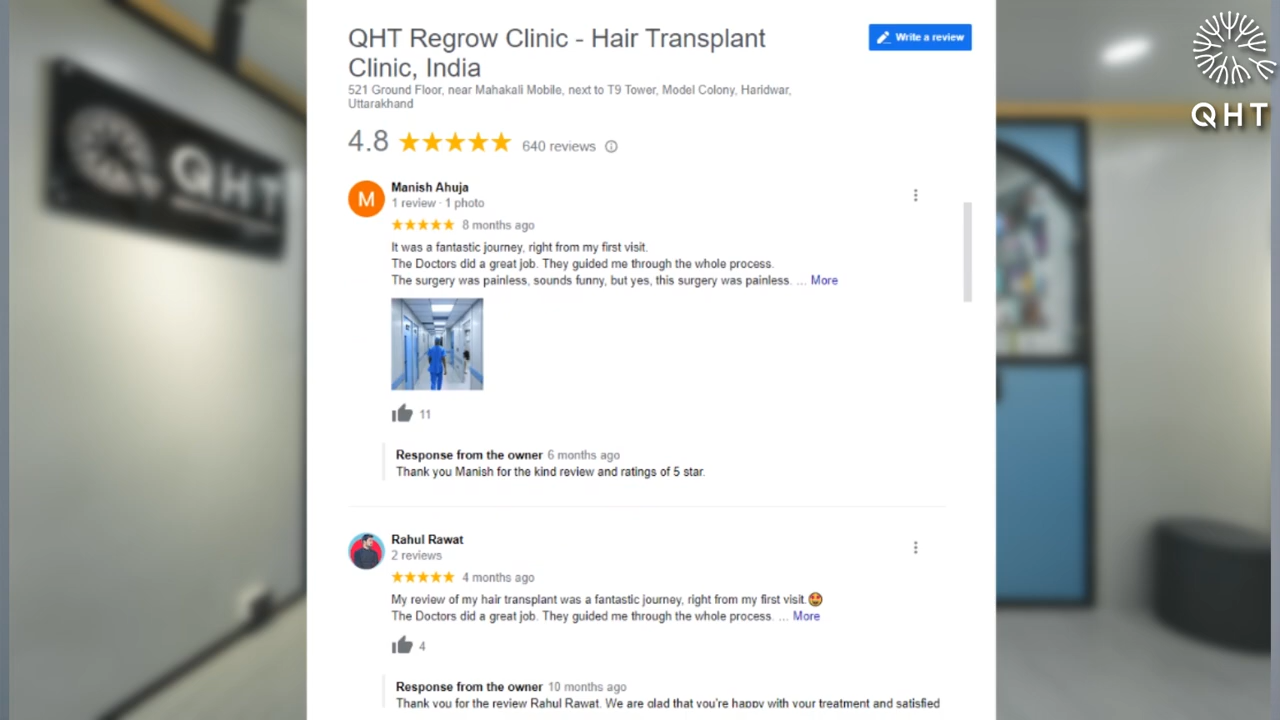 QHT
QHT Regrow Clinic - Hair Transplant
Clinic, India
Write a review
521 Ground Floor, near Mahakali Mobile, next to T9 Tower, Model Colony, Haridwar,
Uttarakhand
4.8
640 reviews
M
Manish Ahuja
1 review · 1 photo
8 months ago
It was a fantastic journey, right from my first visit.
The Doctors did a great job. They guided me through the whole process.
The surgery was painless, sounds funny, but yes, this surgery was painless. ... More
11
Response from the owner 6 months ago
Thank you Manish for the kind review and ratings of 5 star.
Rahul Rawat
2 reviews
4 months ago
My review of my hair transplant was a fantastic journey, right from my first visit.🤩
The Doctors did a great job. They guided me through the whole process. ... More
4
Response from the owner 10 months ago
Thank you for the review Rahul Rawat. We are glad that you're happy with your treatment and satisfied
QHT